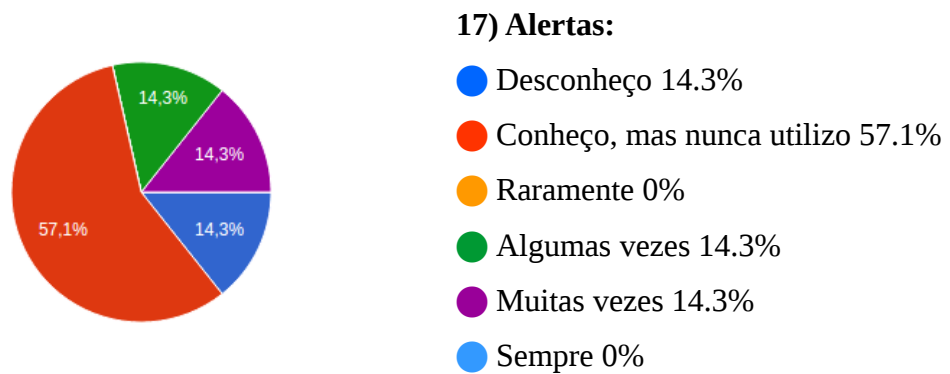 17) Alertas:
Desconheço 14.3%
Conheço, mas nunca utilizo 57.1%
Raramente 0%
Algumas vezes 14.3%
Muitas vezes 14.3%
Sempre 0%
14,3%
14,3%
57,1%
14,3%